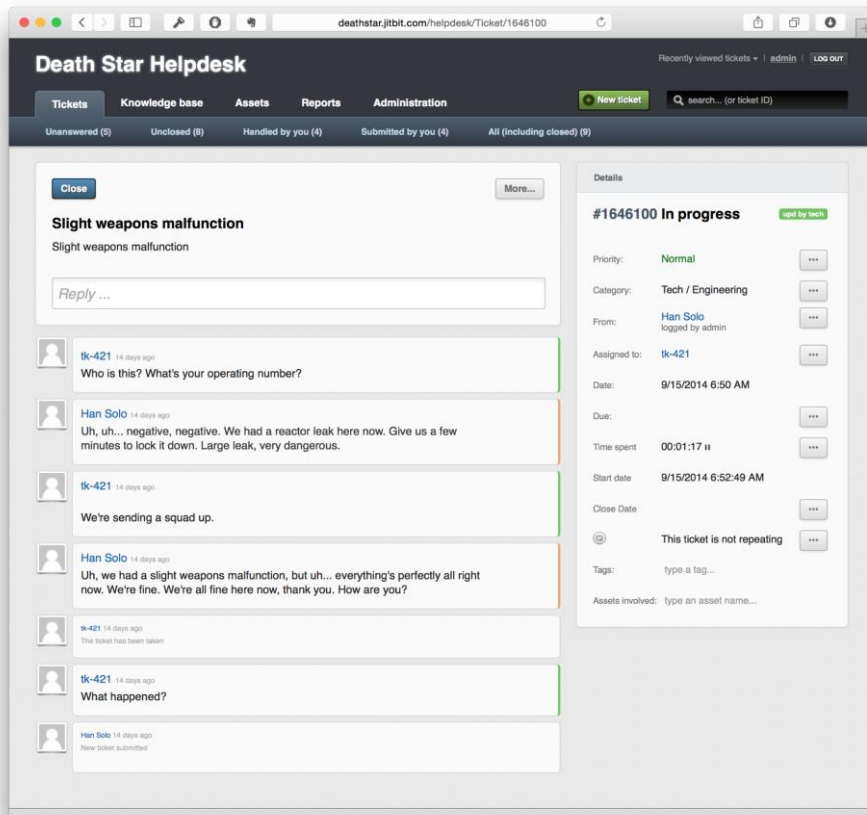 deathstar.jitbit.com/helpdesk/Ticket/1646100
Death Star Helpdesk
Recently viewed tickets | admin | LOG OUT
Tickets Knowledge base Assets Reports Administration
New ticket search... (or ticket ID)
Unanswered (5) Unclosed (8) Handled by you (4) Submitted by you (4) All (including closed) (9)
Close More...
Slight weapons malfunction
Slight weapons malfunction
Reply ...
tk-421 14 days ago
Who is this? What's your operating number?
Han Solo 14 days ago
Uh, uh... negative, negative. We had a reactor leak here now. Give us a few
minutes to lock it down. Large leak, very dangerous.
tk-421 14 days ago
We're sending a squad up.
Han Solo 14 days ago
Uh, we had a slight weapons malfunction, but uh... everything's perfectly all right
now. We're fine. We're all fine here now, thank you. How are you?
tk-421 14 days ago
The ticket has been taken
tk-421 14 days ago
What happened?
Han Solo 14 days ago
New ticket submitted
Details
#1646100 In progress upd by tech
Priority: Normal
Category: Tech / Engineering
From: Han Solo
logged by admin
Assigned to: tk-421
Date: 9/15/2014 6:50 AM
Due:
Time spent 00:01:17
Start date 9/15/2014 6:52:49 AM
Close Date
This ticket is not repeating
Tags: type a tag...
Assets involved: type an asset name...